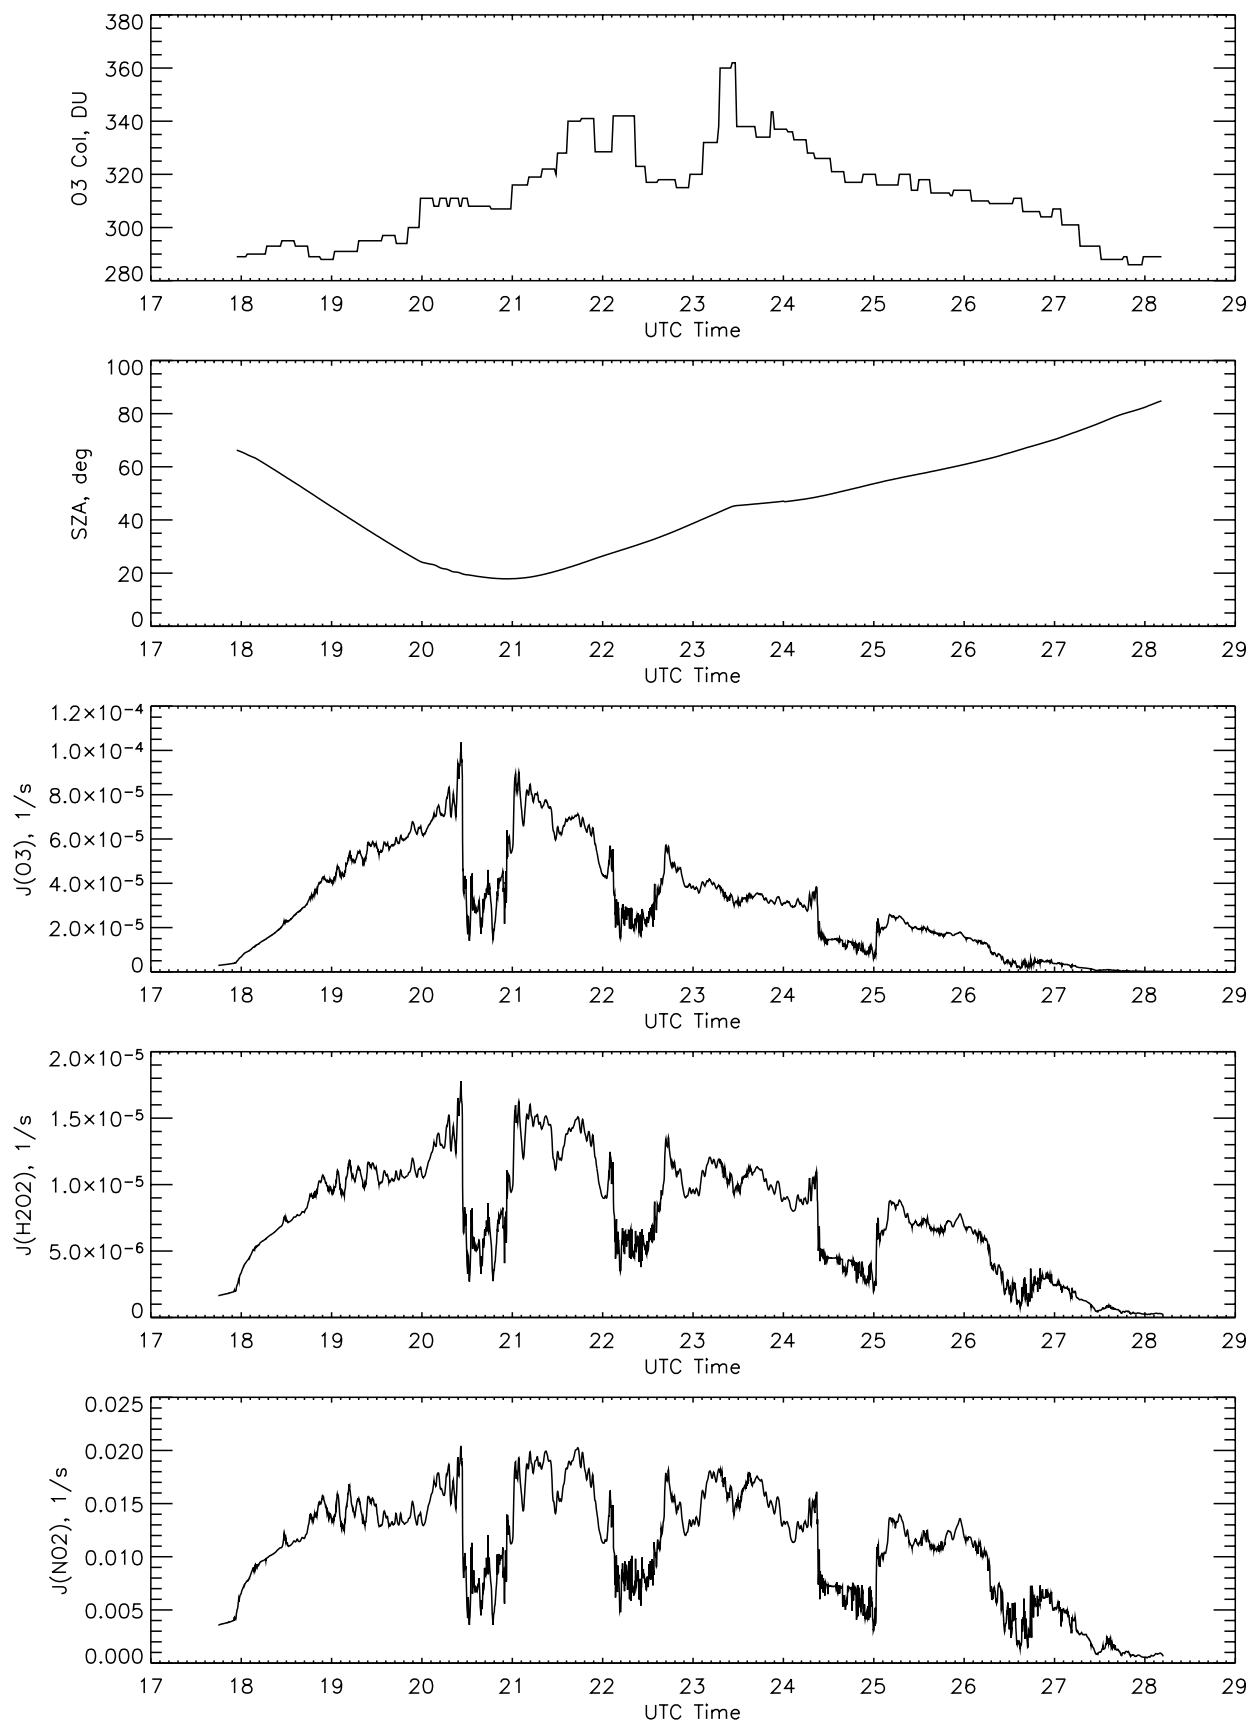 380
360
340
320
300
280
O3 Col, DU
17 18 19 20 21 22 23 24 25 26 27 28 29
UTC Time
100
80
60
40
20
0
SZA, deg
17 18 19 20 21 22 23 24 25 26 27 28 29
UTC Time
1.2×10⁻⁴
1.0×10⁻⁴
8.0×10⁻⁵
6.0×10⁻⁵
4.0×10⁻⁵
2.0×10⁻⁵
0
J(O3), 1/s
17 18 19 20 21 22 23 24 25 26 27 28 29
UTC Time
2.0×10⁻⁵
1.5×10⁻⁵
1.0×10⁻⁵
5.0×10⁻⁶
0
J(H2O2), 1/s
17 18 19 20 21 22 23 24 25 26 27 28 29
UTC Time
0.025
0.020
0.015
0.010
0.005
0.000
J(NO2), 1/s
17 18 19 20 21 22 23 24 25 26 27 28 29
UTC Time